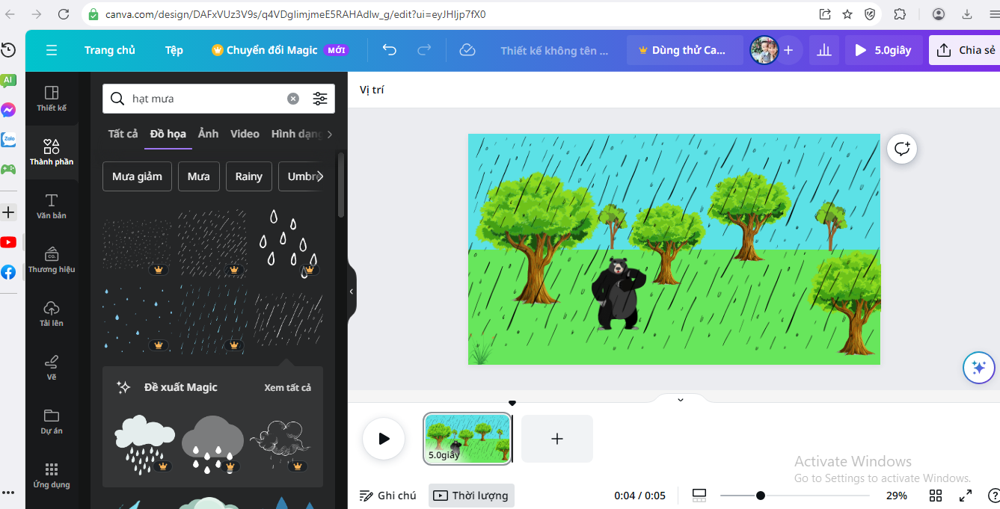 canva.com/design/DAFxVUz3V9s/q4VDgIimjmeE5RAHAdIw_g/edit?ui=eyJHIjp7fX0
Trang chủ
Tệp
Chuyển đổi Magic
MỚI
Thiết kế không tên ...
Dùng thử Ca...
5.0giây
Chia sẻ
AI
Zalo
Thiết kế
Thành phần
Văn bản
CO.
Thương hiệu
Tải lên
Vẽ
Dự án
Ứng dụng
hạt mưa
Tất cả
Đồ họa
Ảnh
Video
Hình dạng
Mưa giảm
Mưa
Rainy
Umbre
Đề xuất Magic
Xem tất cả
Vị trí
5.0giây
Activate Windows
Go to Settings to activate Windows.
Ghi chú
Thời lượng
0:04 / 0:05
29%